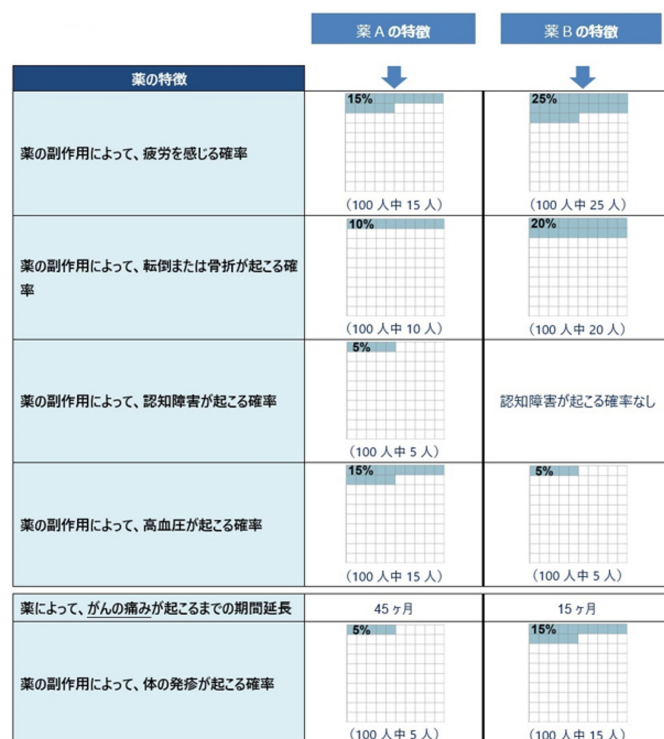 薬Aの特徴
薬Bの特徴
薬の特徴
薬の副作用によって、疲労を感じる確率
15%
(100 人中 15 人)
25%
(100 人中 25 人)
薬の副作用によって、転倒または骨折が起こる確
率
10%
(100 人中 10 人)
20%
(100 人中 20 人)
薬の副作用によって、認知障害が起こる確率
5%
(100 人中 5 人)
認知障害が起こる確率なし
薬の副作用によって、高血圧が起こる確率
15%
(100 人中 15 人)
5%
(100 人中 5 人)
薬によって、がんの痛みが起こるまでの期間延長
45 ヶ月
15 ヶ月
薬の副作用によって、体の発疹が起こる確率
5%
(100 人中 5 人)
15%
(100 人中 15 人)